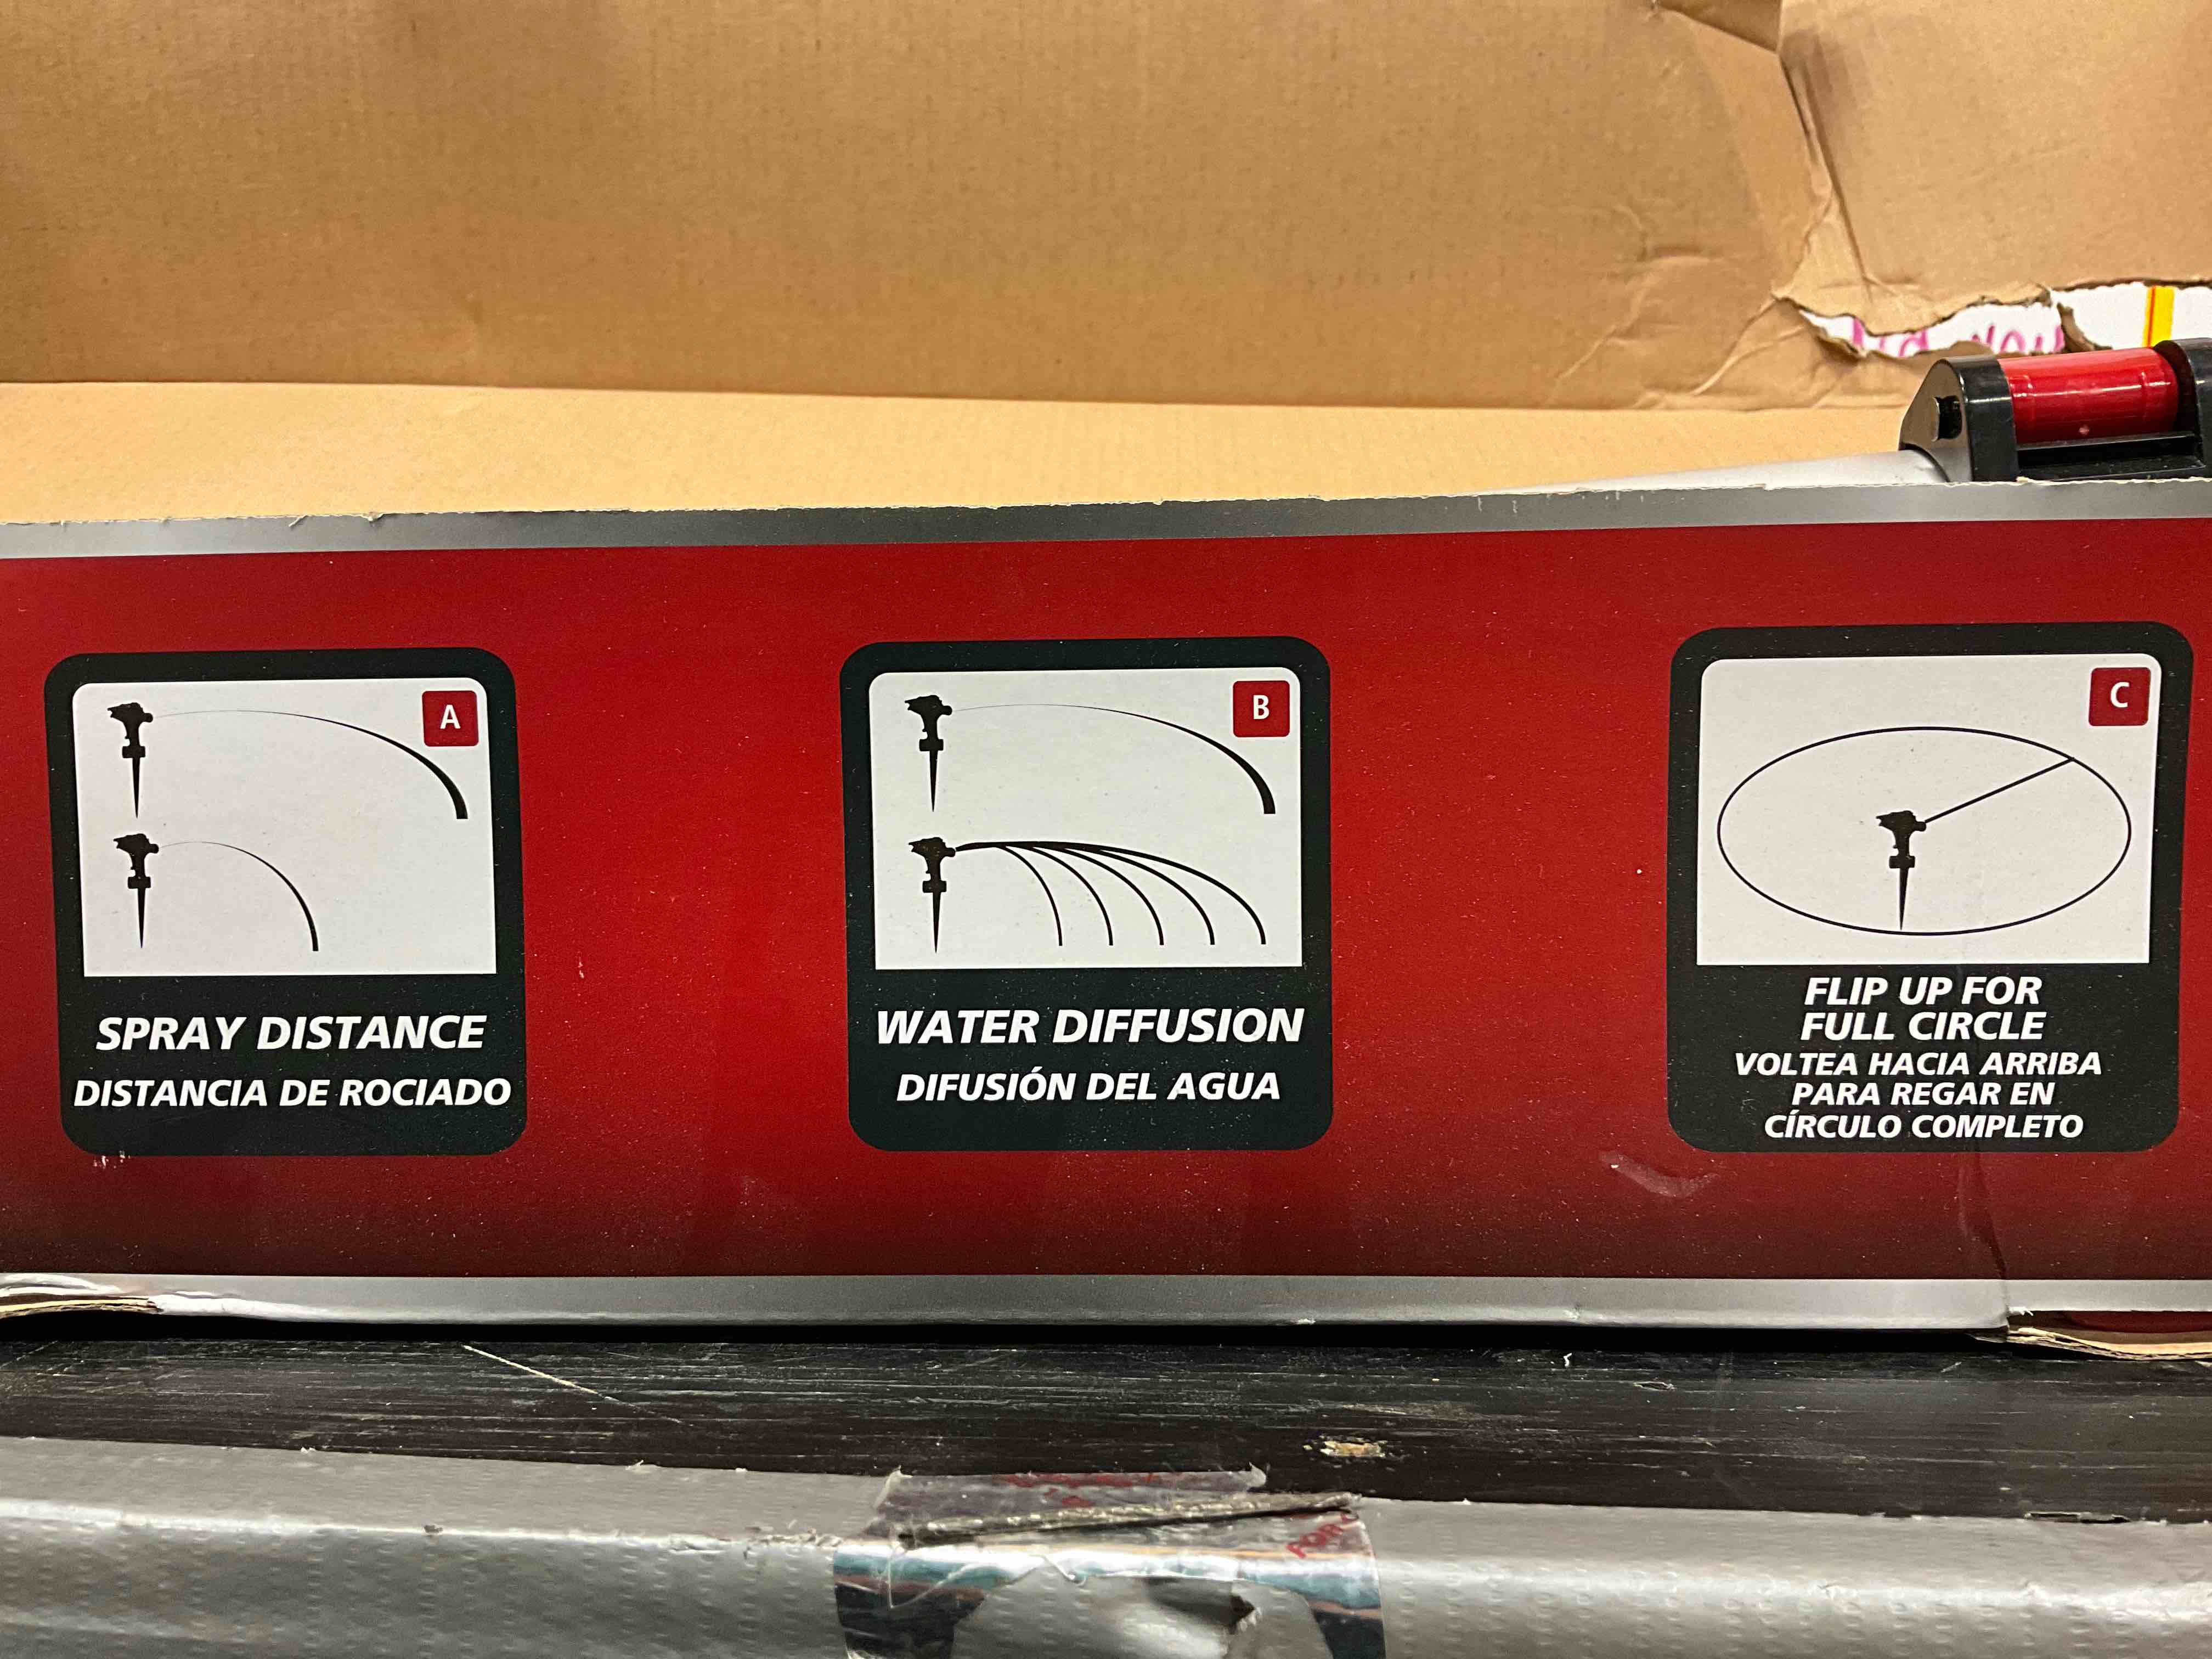 A
SPRAY DISTANCE
DISTANCIA DE ROCIADO
B
WATER DIFFUSION
DIFUSIÓN DEL AGUA
C
FLIP UP FOR
FULL CIRCLE
VOLTEA HACIA ARRIBA
PARA REGAR EN
CÍRCULO COMPLETO